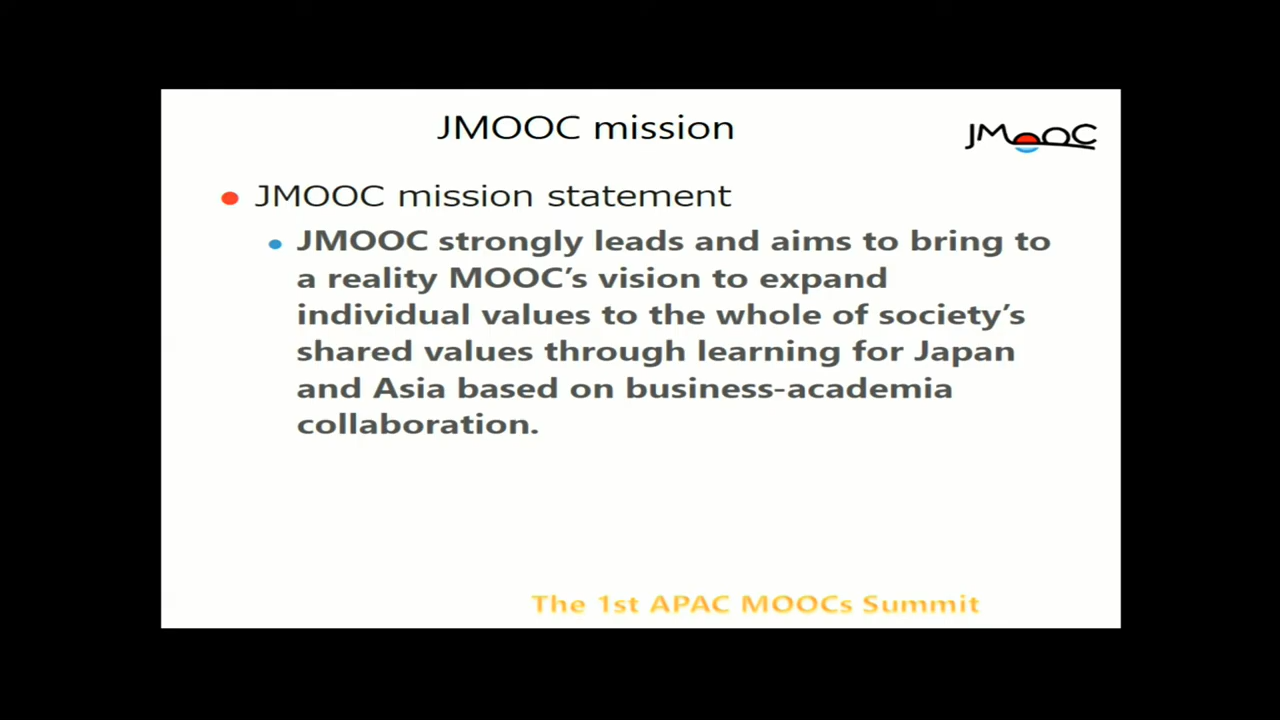 JMOOC mission
JMOOC
JMOOC mission statement
JMOOC strongly leads and aims to bring to
a reality MOOC’s vision to expand
individual values to the whole of society’s
shared values through learning for Japan
and Asia based on business-academia
collaboration.
The 1st APAC MOOCs Summit